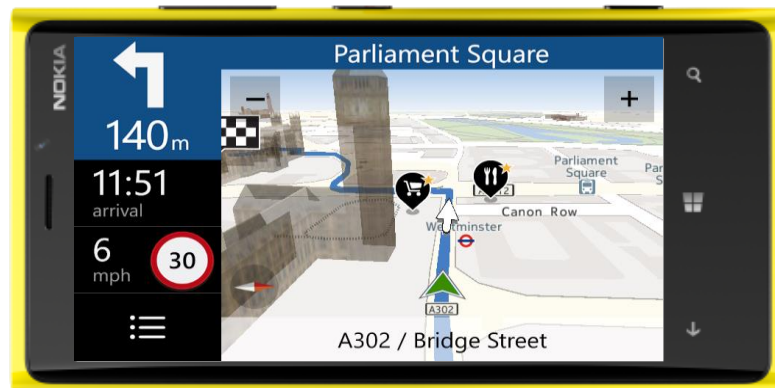 NOKIA
140m
11:51
arrival
6
mph
30
Parliament Square
Parliament
Square
Par
S
Canon Row
Westminster
A302
A302 / Bridge Street